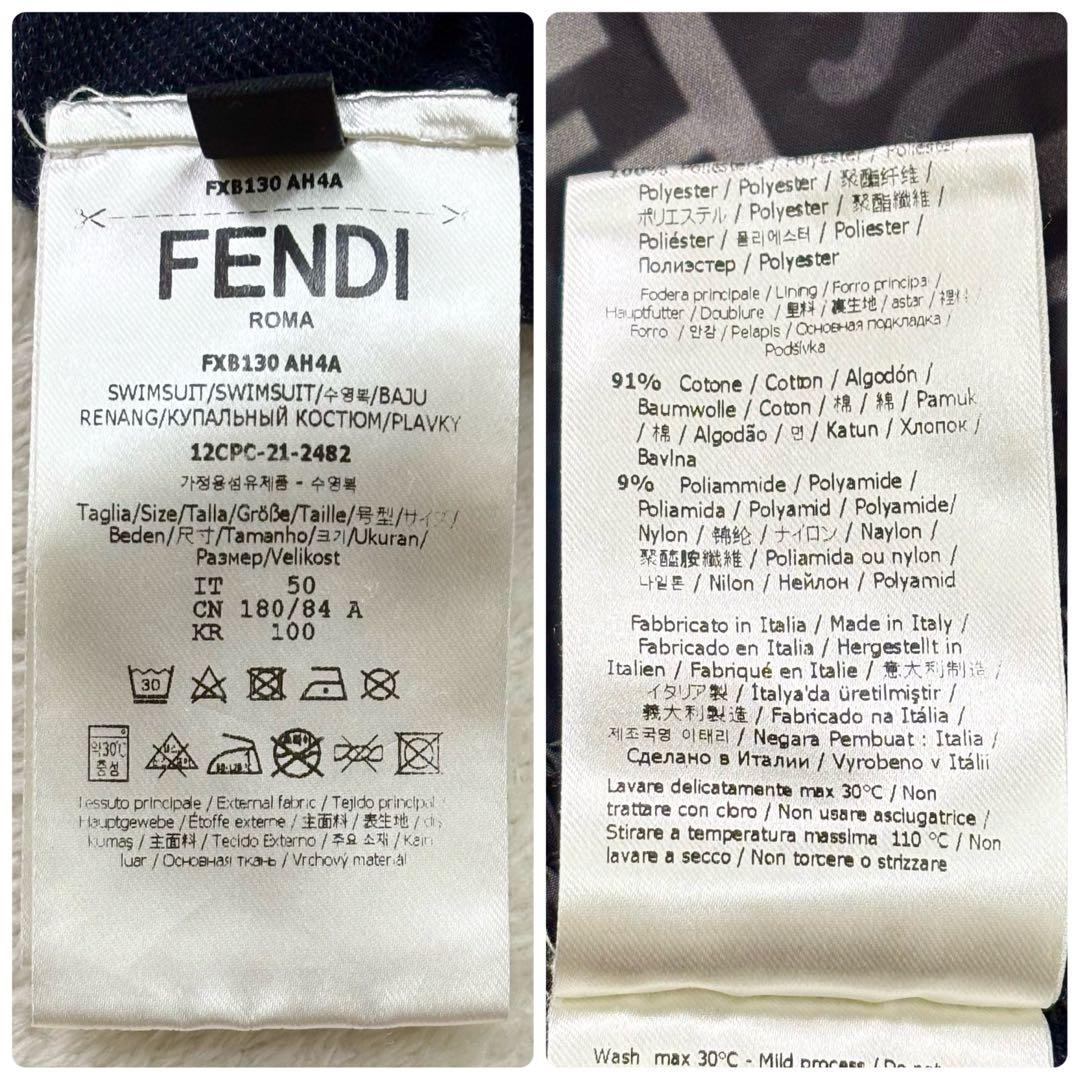 FXB130 AH4A
FENDI
ROMA
FXB130 AH4A
SWIMSUIT/SWIMSUIT/수영복/BAJU
RENANG/КУПАЛЬНЫЙ КОСТЮМ/PLAVKY
12CPC-21-2482
가정용섬유제품 - 수영복
Taglia/Size/Talla/Größe/Taille/号型/サイズ/
Beden/尺寸/Tamanho/크기/Ukuran/
Размер/Velikost
IT 50
CN 180/84 A
KR 100
30
약30℃
중성
Tessuto principale / External fabric / Tejido principal /
Hauptgewebe / Étoffe externe / 主面料 / 表生地 / dış
kumaş / 主面料 / Tecido Externo / 주요 소재 / Kain
luar / Основная ткань / Vrchový materiál
100% Poliestere / Polyester / Poliéster /
Polyester / Polyester / 聚酯纤维 /
ポリエステル / Polyester / 聚酯纖維 /
Poliéster / 폴리에스터 / Poliester /
Полиэстер / Polyester
Fodera principale / Lining / Forro principal /
Hauptfutter / Doublure / 里料 / 裏生地 / astar / 裡料 /
Forro / 안감 / Pelapis / Основная подкладка /
Podšívka
91% Cotone / Cotton / Algodón /
Baumwolle / Coton / 棉 / 綿 / Pamuk
/ 棉 / Algodão / 면 / Katun / Хлопок /
Bavlna
9% Poliammide / Polyamide /
Poliamida / Polyamid / Polyamide/
Nylon / 锦纶 / ナイロン / Naylon /
聚醯胺纖維 / Poliamida ou nylon /
나일론 / Nilon / Нейлон / Polyamid
Fabbricato in Italia / Made in Italy /
Fabricado en Italia / Hergestellt in
Italien / Fabriqué en Italie / 意大利制造 /
イタリア製 / İtalya'da üretilmiştir /
義大利製造 / Fabricado na Itália /
제조국명 이태리 / Negara Pembuat : Italia /
Сделано в Италии / Vyrobeno v Itálii
Lavare delicatamente max 30°C / Non
trattare con cloro / Non usare asciugatrice /
Stirare a temperatura massima 110 °C / Non
lavare a secco / Non torcere o strizzare
Wash max 30°C - Mild process / Do not